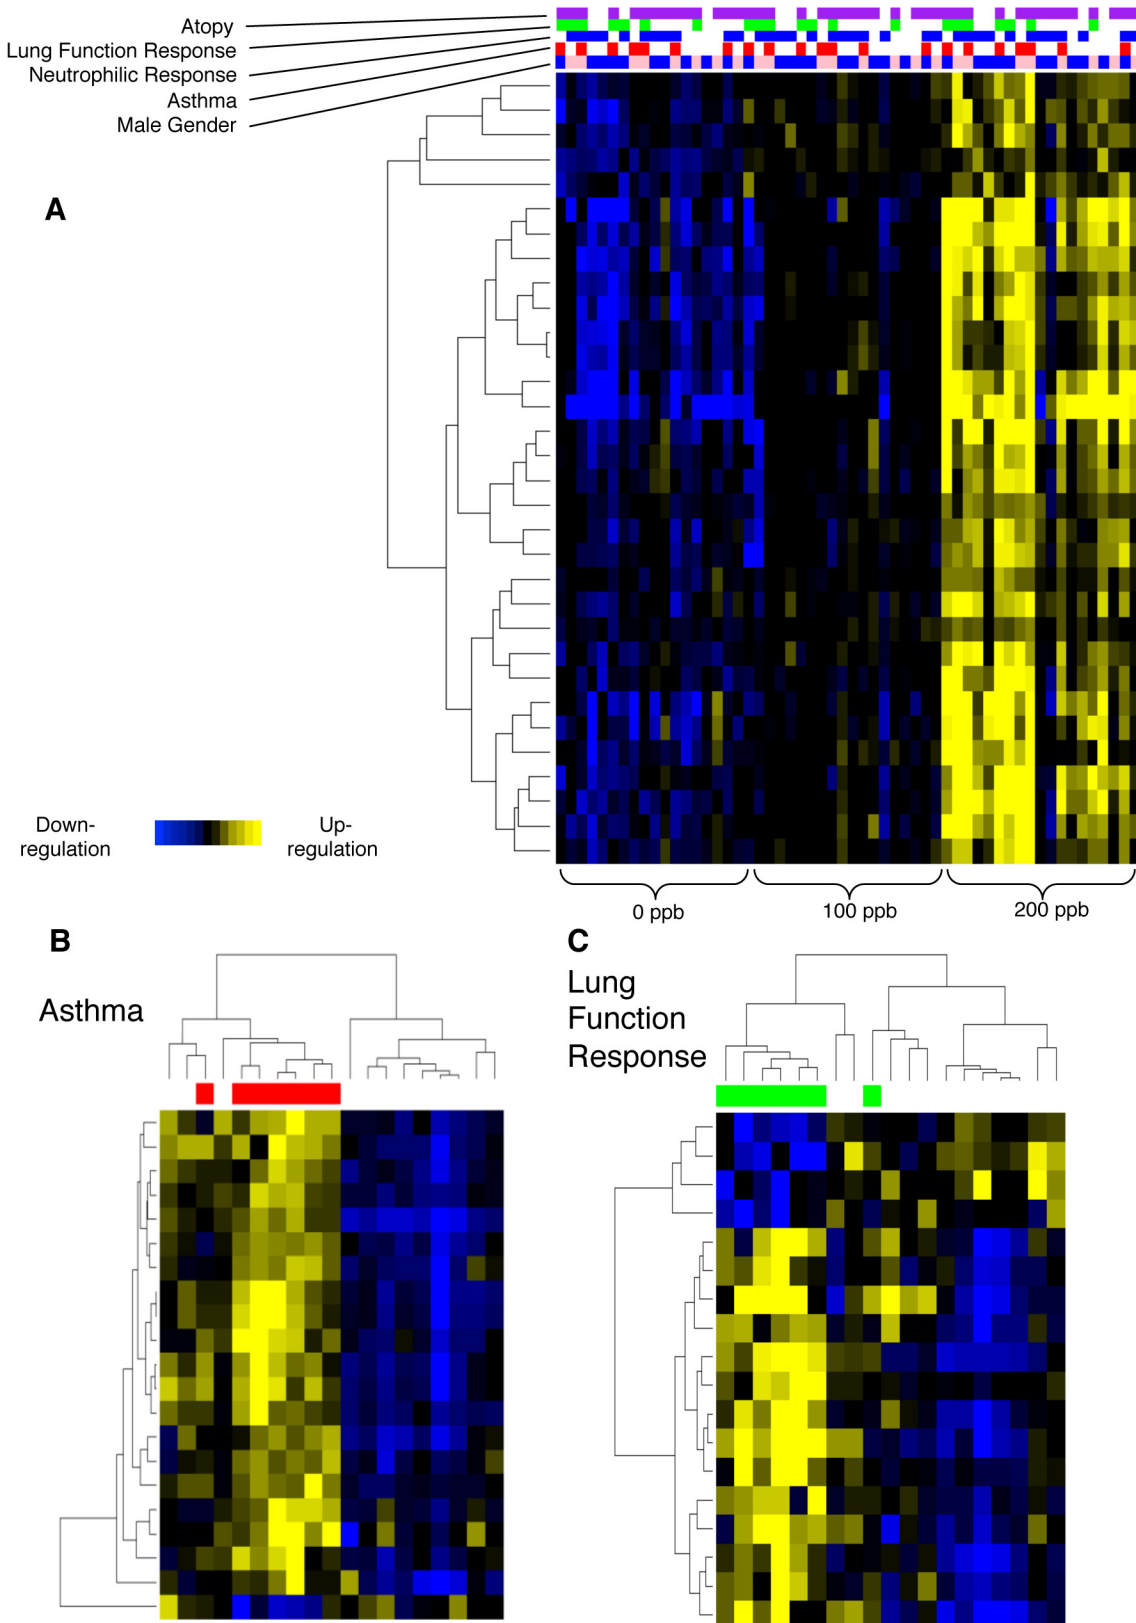 Atopy
Lung Function Response
Neutrophilic Response
Asthma
Male Gender
A
Down-
regulation
Up-
regulation
0 ppb
100 ppb
200 ppb
B
Asthma
C
Lung
Function
Response